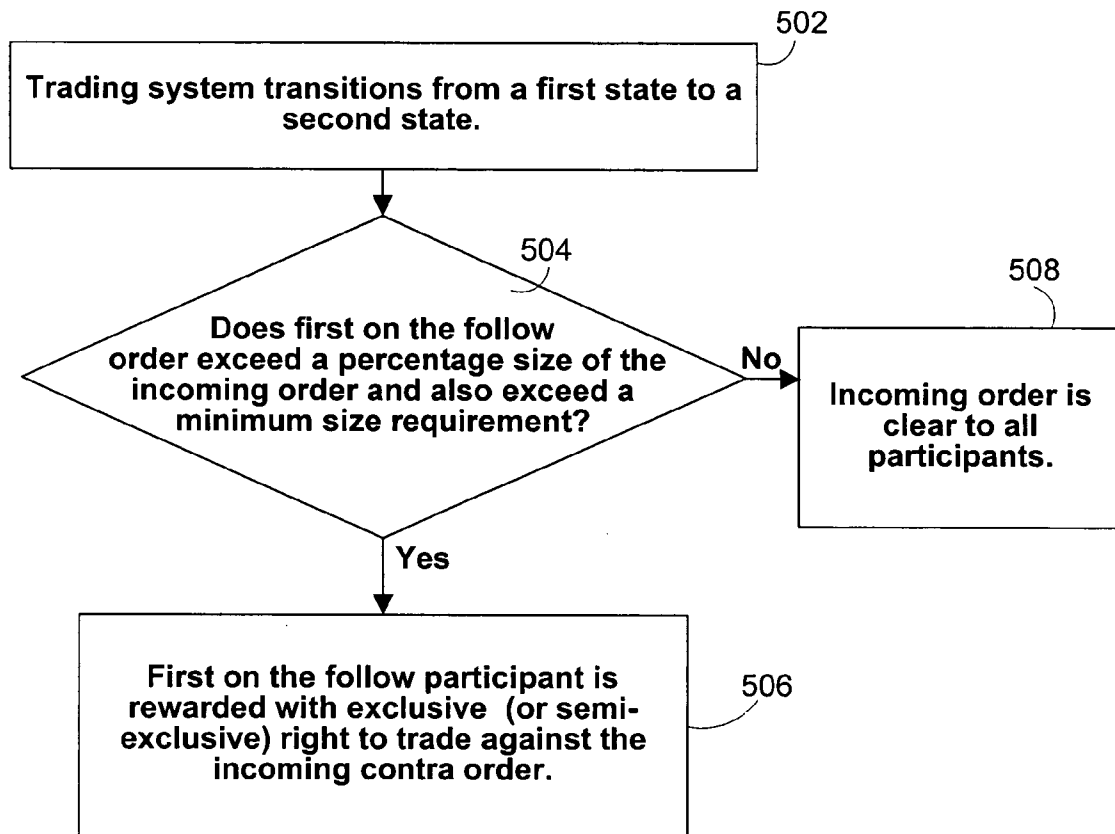 502
Trading system transitions from a first state to a
second state.
504
508
Does first on the follow
order exceed a percentage size of the
incoming order and also exceed a
minimum size requirement?
No
Incoming order is
clear to all
participants.
Yes
First on the follow participant is
rewarded with exclusive (or semi-
exclusive) right to trade against the
incoming contra order.
506